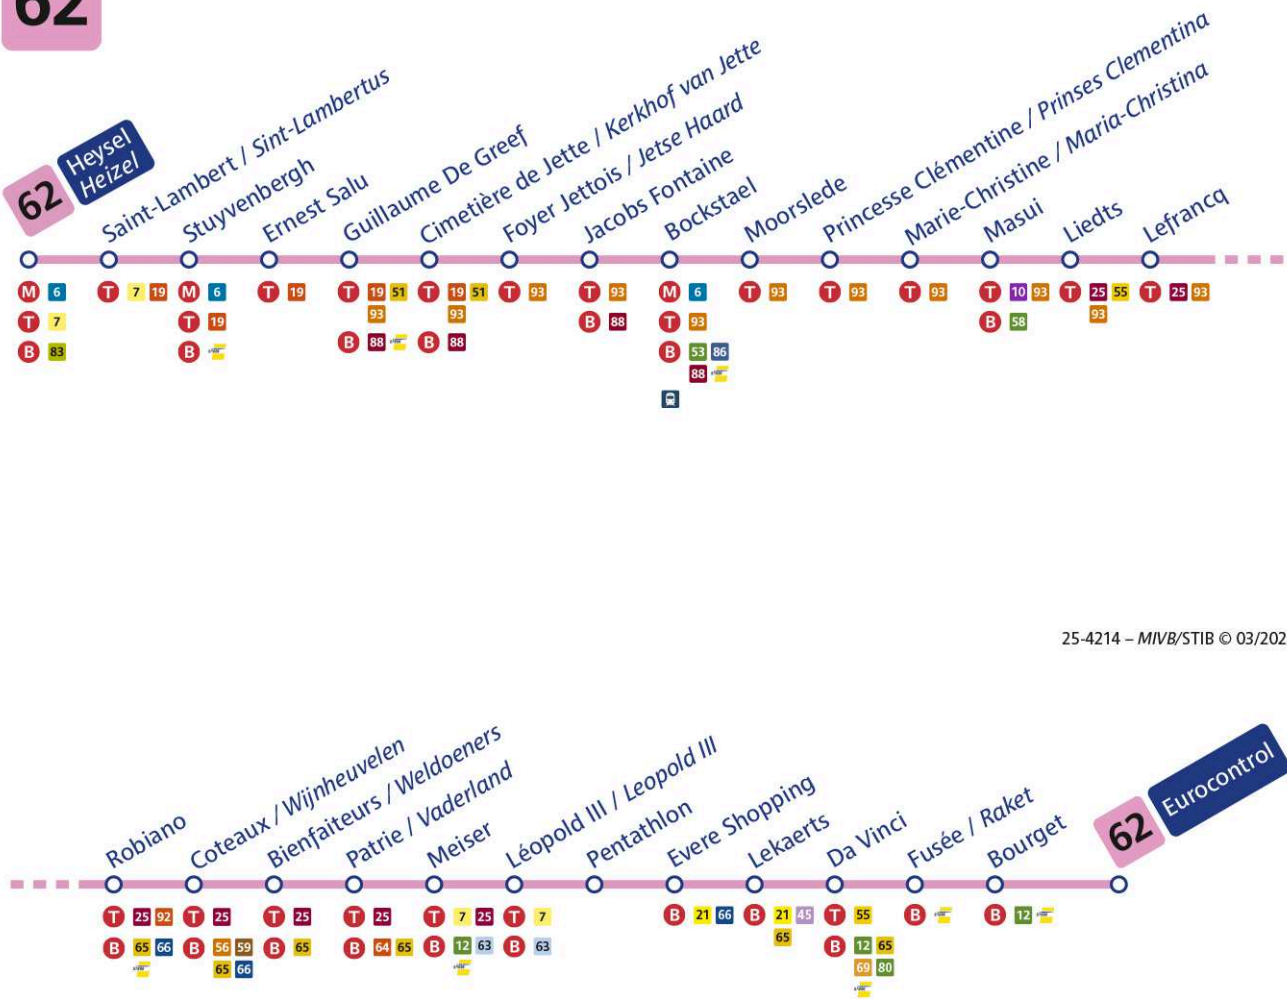 62
62
Heysel
Heizel
Saint-Lambert / Sint-Lambertus
Stuyvenbergh
Ernest Salu
Guillaume De Greef
Cimetière de Jette / Kerkhof van Jette
Foyer Jettois / Jetse Haard
Jacobs Fontaine
Bockstael
Moorslede
Princesse Clémentine / Prinses Clementina
Marie-Christine / Maria-Christina
Masui
Liedts
Lefrancq
M 6 T 7 19 M 6 T 19 T 19 51 T 19 51 T 93 T 93 M 6 T 93 T 93 T 93 T 10 93 T 25 55 T 25 93
T 7 T 19 93 93 B 88 T 93 B 58 93
B 83 B B 88 B 88 B 53 86
88
25-4214 – MIVB/STIB © 03/202
Robiano
Coteaux / Wijnheuvelen
Bienfaiteurs / Weldoeners
Patrie / Vaderland
Meiser
Léopold III / Leopold III
Pentathlon
Evere Shopping
Lekaerts
Da Vinci
Fusée / Raket
Bourget
62
Eurocontrol
T 25 92 T 25 T 25 T 25 T 7 25 T 7 B 21 66 B 21 45 T 55 B B 12
65
B 65 66 B 56 59 B 65 B 64 65 B 12 63 B 63 B 12 65
65 66 69 80